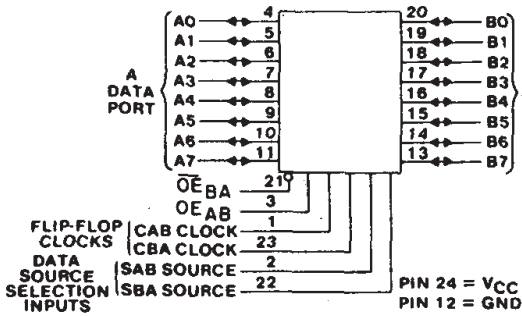 A0 4 20 B0
A1 5 19 B1
A2 6 18 B2
A3 7 17 B3
A4 8 16 B4
A5 9 15 B5
A6 10 14 B6
A7 11 13 B7
A DATA PORT
OE BA 21
OE AB 3
FLIP-FLOP CLOCKS
CAB CLOCK 1
CBA CLOCK 23
DATA SOURCE SELECTION INPUTS
SAB SOURCE 2
SBA SOURCE 22
PIN 24 = VCC
PIN 12 = GND